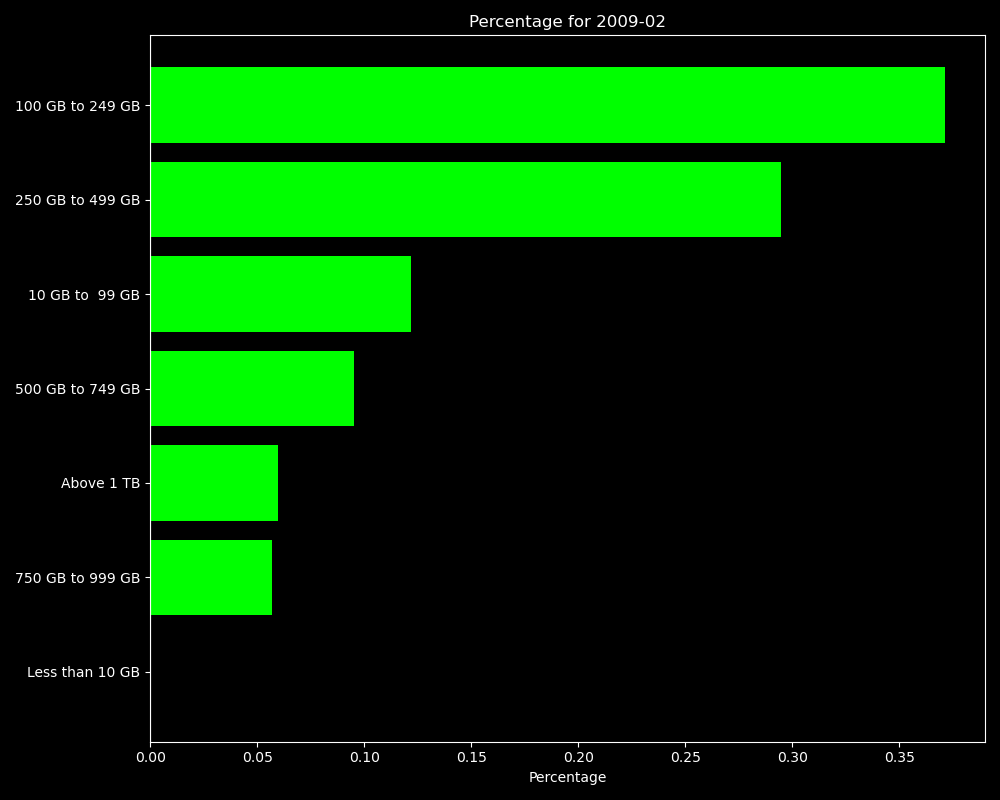 Percentage for 2009-02
100 GB to 249 GB
250 GB to 499 GB
10 GB to  99 GB
500 GB to 749 GB
Above 1 TB
750 GB to 999 GB
Less than 10 GB
0.00 0.05 0.10 0.15 0.20 0.25 0.30 0.35
Percentage